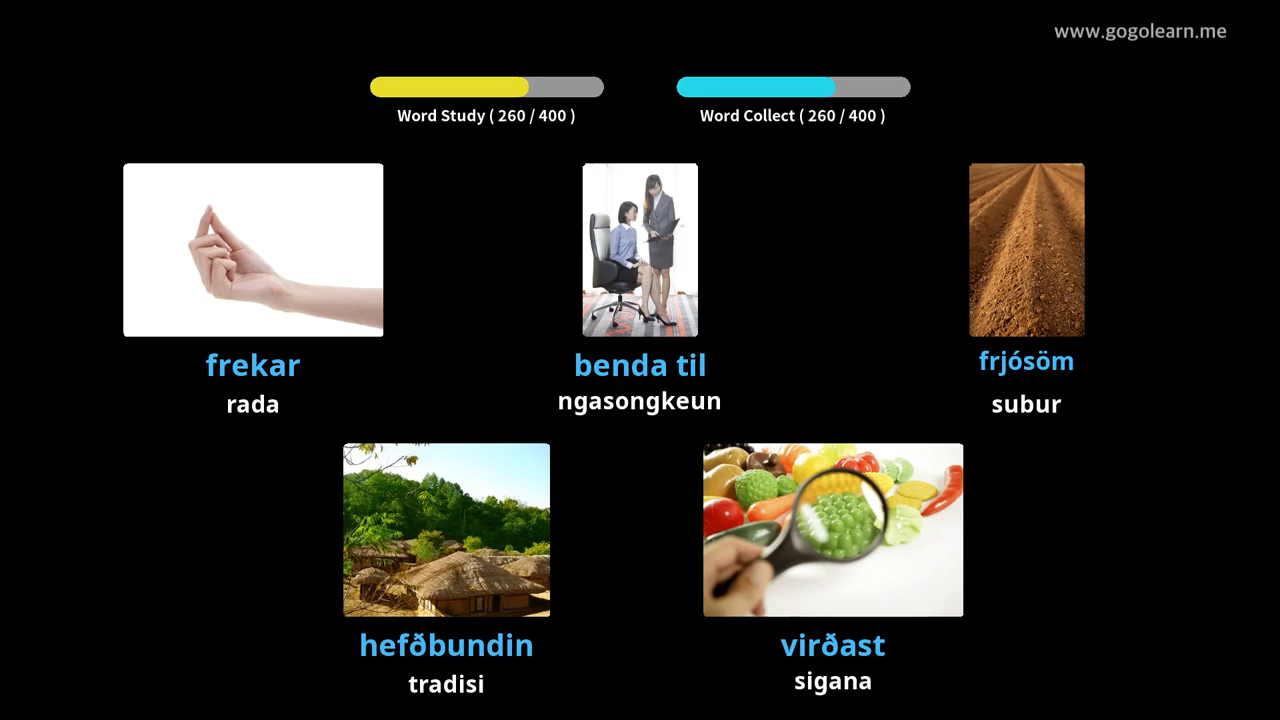 www.gogolearn.me
Word Study ( 260 / 400 )
Word Collect ( 260 / 400 )
frekar
rada
benda til
ngasongkeun
frjósöm
subur
hefðbundin
tradisi
virðast
sigana